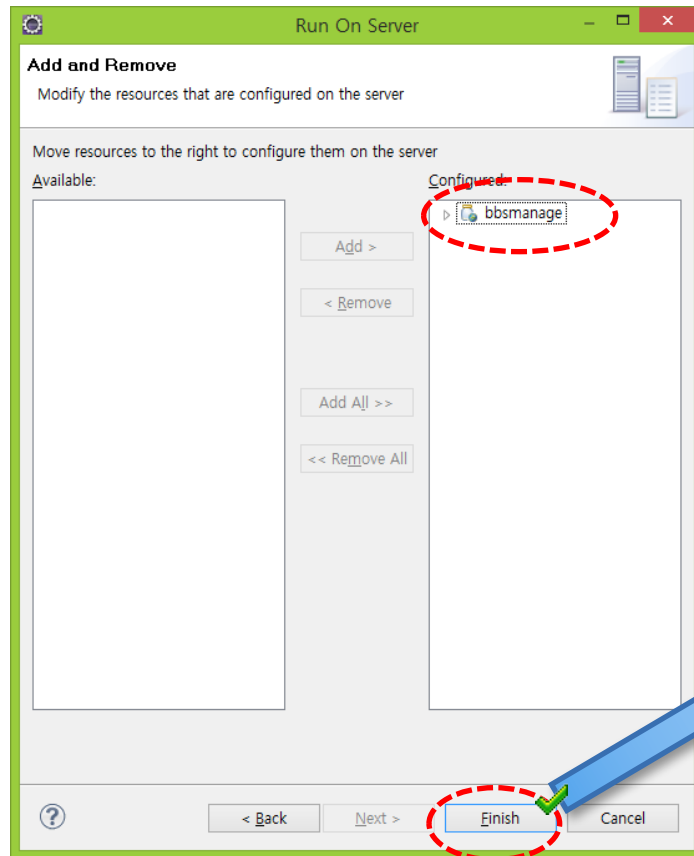 Run On Server
Add and Remove
Modify the resources that are configured on the server
Move resources to the right to configure them on the server
Available:
Configured:
bbsmanage
Add >
< Remove
Add All >>
<< Remove All
?
< Back Next > Finish Cancel